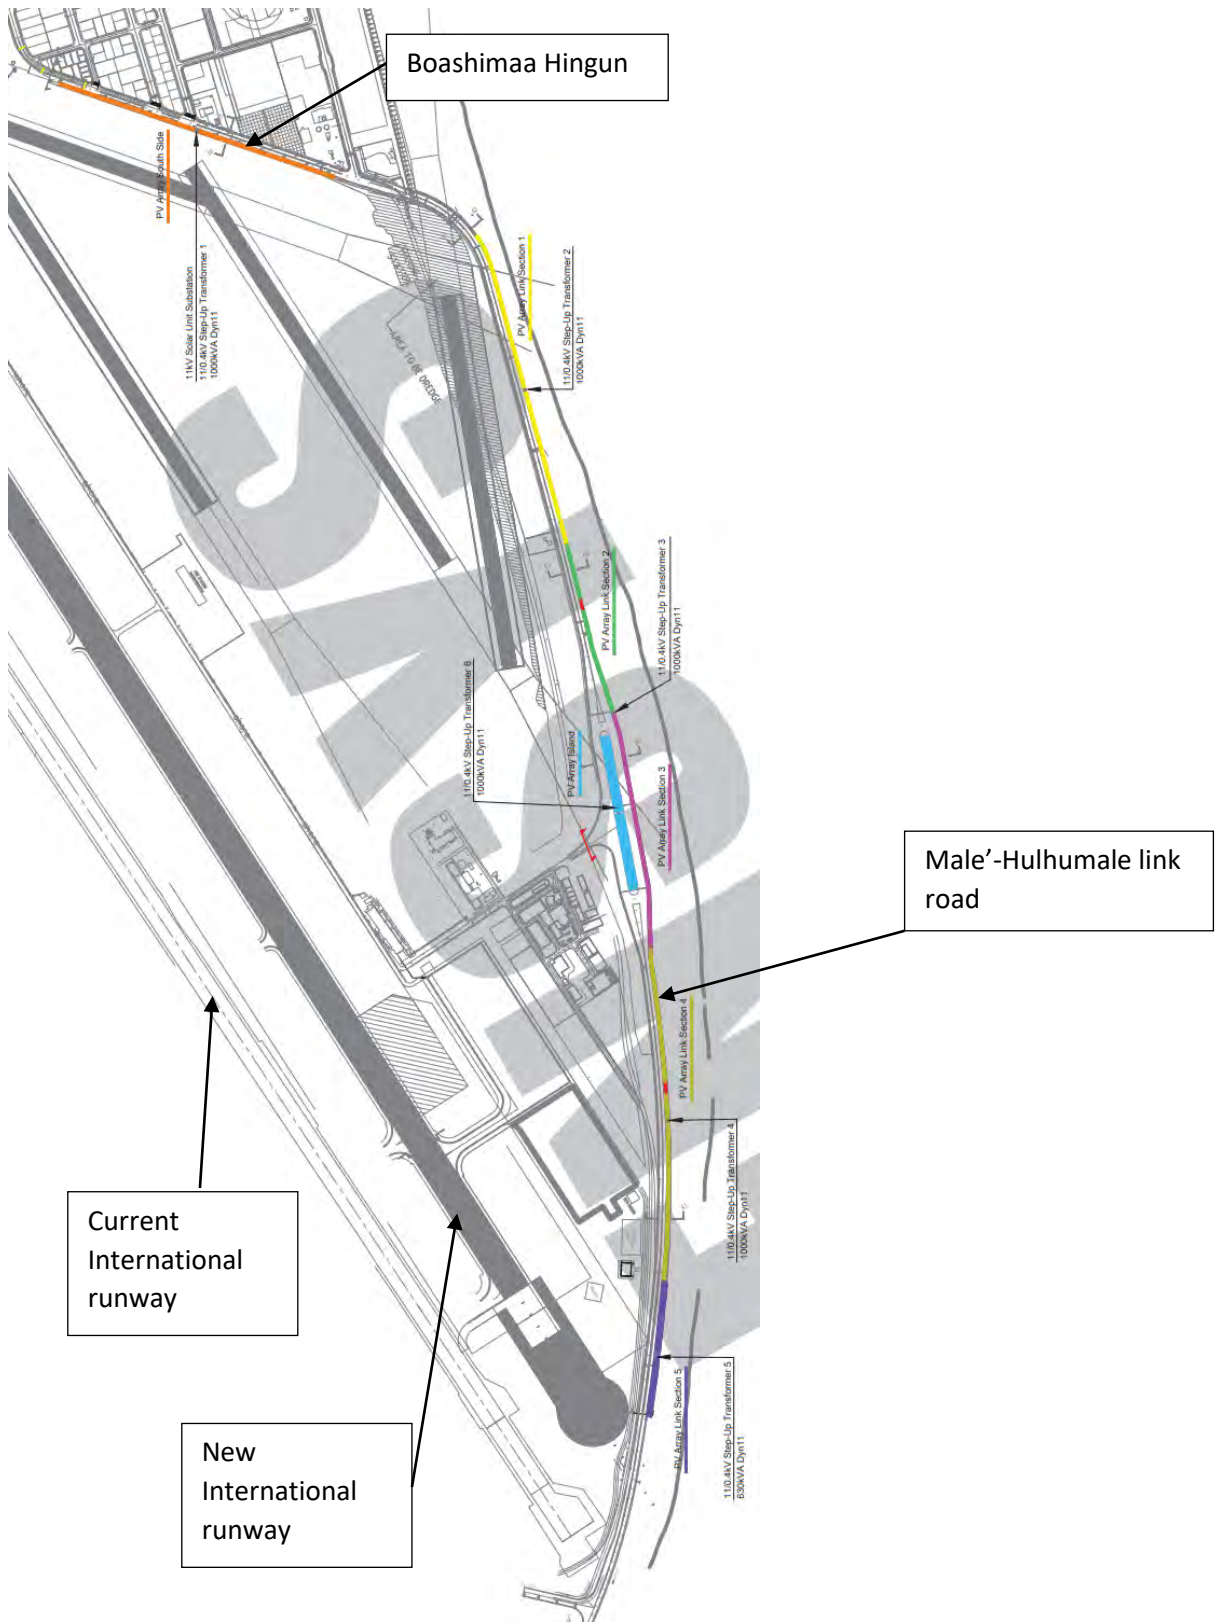 Boashimaa Hingun
PV Array South Side
11kV Solar Unit Substation
11/0.4kV Step-Up Transformer 1
1000kVA Dyn11
PV Array Link Section 1
11/0.4kV Step-Up Transformer 2
1000kVA Dyn11
AREA TO BE DREDGE
PV Array Link Section 2
11/0.4kV Step-Up Transformer 3
1000kVA Dyn11
11/0.4kV Step-Up Transformer 6
1000kVA Dyn11
PV Array Island
PV Array Link Section 3
Male’-Hulhumale link
road
PV Array Link Section 4
11/0.4kV Step-Up Transformer 4
1000kVA Dyn11
Current
International
runway
PV Array Link Section 5
11/0.4kV Step-Up Transformer 5
630kVA Dyn11
New
International
runway